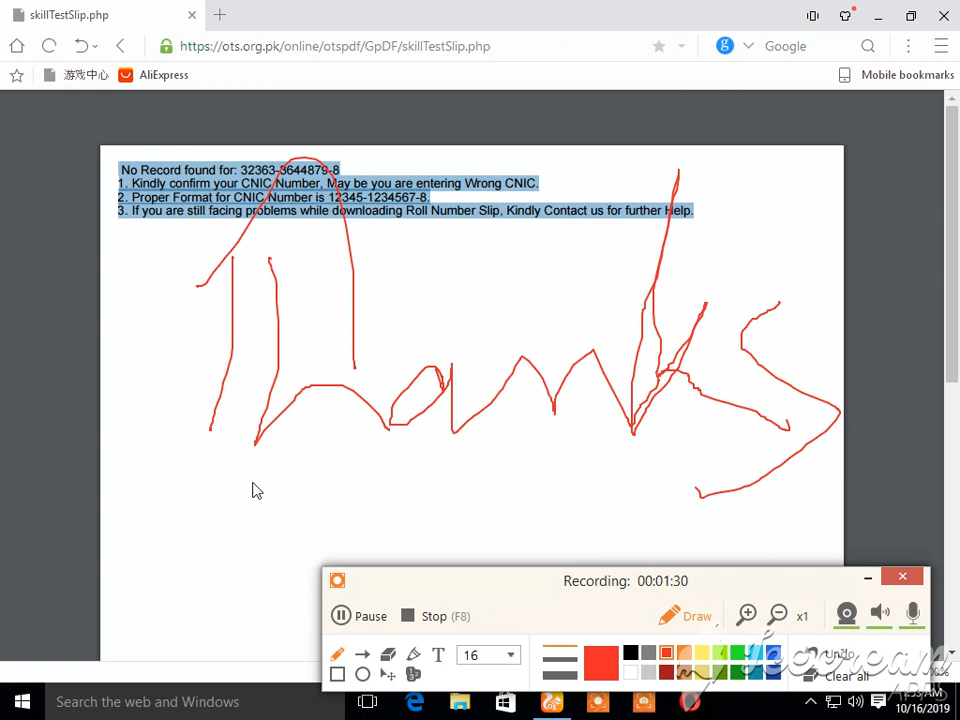 skillTestSlip.php
https://ots.org.pk/online/otspdf/GpDF/skillTestSlip.php
Google
游戏中心
AliExpress
Mobile bookmarks
No Record found for: 32363-3644879-8
1. Kindly confirm your CNIC Number, May be you are entering Wrong CNIC.
2. Proper Format for CNIC Number is 12345-1234567-8.
3. If you are still facing problems while downloading Roll Number Slip, Kindly Contact us for further Help.
Thanks
Recording: 00:01:30
Pause
Stop (F8)
Draw
x1
T
16
Undo
Clear all
Icecream
APPS
Search the web and Windows
10/16/2019